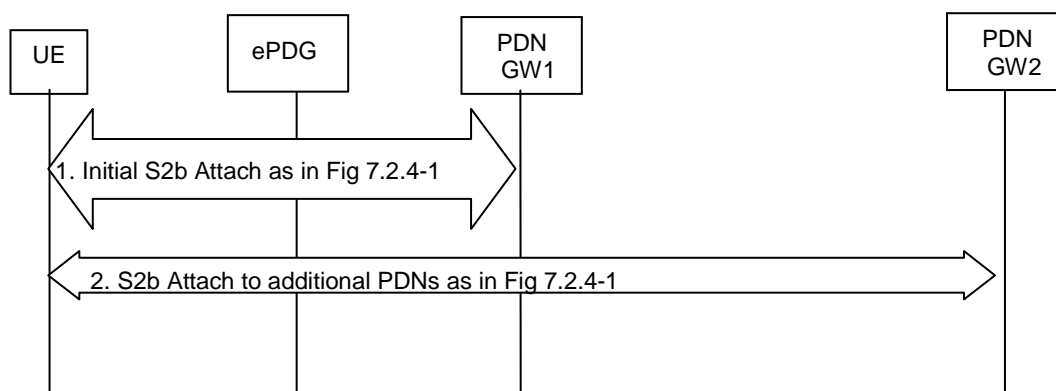 UE
ePDG
PDN
GW1
PDN
GW2
1. Initial S2b Attach as in Fig 7.2.4-1
2. S2b Attach to additional PDNs as in Fig 7.2.4-1